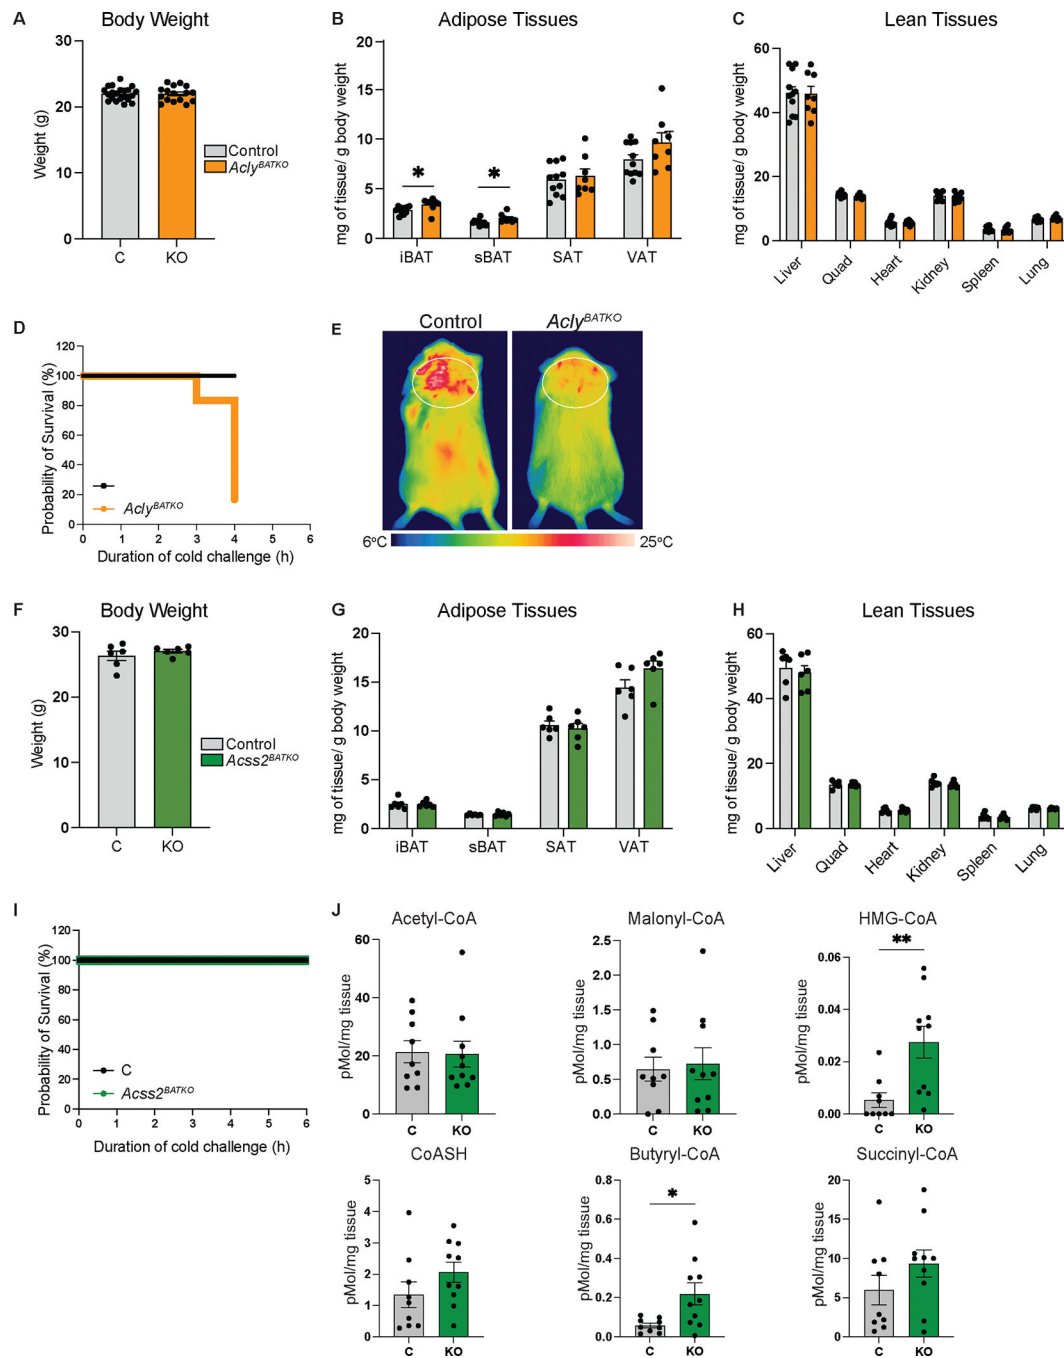 A
Body Weight
Weight (g)
30
20
10
0
C
KO
Control
Acly^BATKO
B
Adipose Tissues
mg of tissue/ g body weight
20
15
10
5
0
*
*
iBAT
sBAT
SAT
VAT
C
Lean Tissues
mg of tissue/ g body weight
60
40
20
0
Liver
Quad
Heart
Kidney
Spleen
Lung
D
Probability of Survival (%)
120
100
80
60
40
20
0
Acly^BATKO
0 1 2 3 4 5 6
Duration of cold challenge (h)
E
Control
Acly^BATKO
6°C
25°C
F
Body Weight
Weight (g)
30
20
10
0
C
KO
Control
Acss2^BATKO
G
Adipose Tissues
mg of tissue/ g body weight
20
15
10
5
0
iBAT
sBAT
SAT
VAT
H
Lean Tissues
mg of tissue/ g body weight
60
40
20
0
Liver
Quad
Heart
Kidney
Spleen
Lung
I
Probability of Survival (%)
120
100
80
60
40
20
0
C
Acss2^BATKO
0 1 2 3 4 5 6
Duration of cold challenge (h)
J
Acetyl-CoA
pMol/mg tissue
60
40
20
0
C
KO
Malonyl-CoA
pMol/mg tissue
2.5
2.0
1.5
1.0
0.5
0.0
C
KO
HMG-CoA
pMol/mg tissue
**
0.06
0.04
0.02
0.00
C
KO
CoASH
pMol/mg tissue
5
4
3
2
1
0
C
KO
Butyryl-CoA
pMol/mg tissue
*
0.8
0.6
0.4
0.2
0.0
C
KO
Succinyl-CoA
pMol/mg tissue
20
15
10
5
0
C
KO